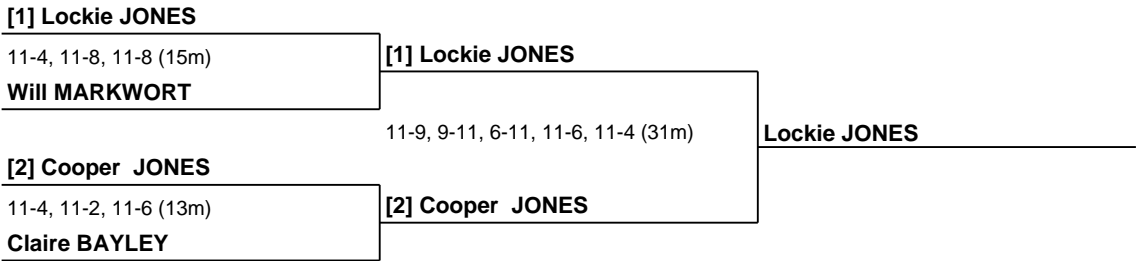 [1] Lockie JONES
11-4, 11-8, 11-8 (15m)
[1] Lockie JONES
Will MARKWORT
11-9, 9-11, 6-11, 11-6, 11-4 (31m)
Lockie JONES
[2] Cooper  JONES
11-4, 11-2, 11-6 (13m)
[2] Cooper  JONES
Claire BAYLEY